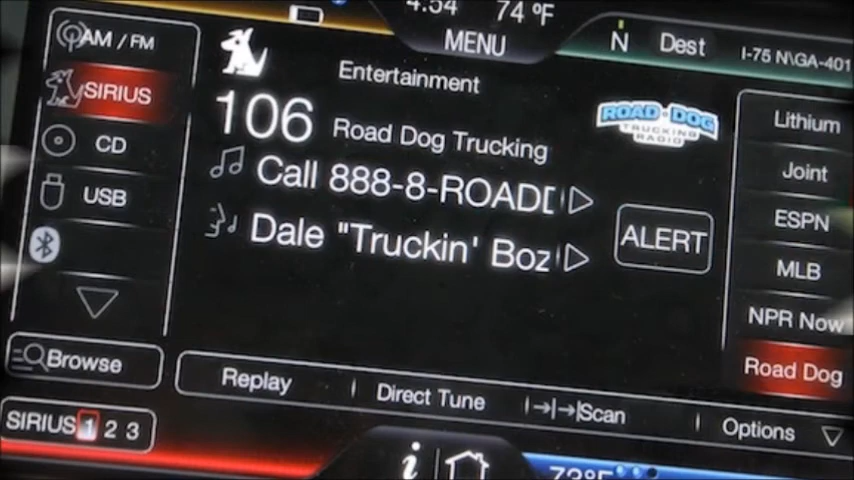 4:54 74 °F
MENU
N Dest I-75 N\GA-401
AM / FM
SIRIUS
CD
USB
Browse
SIRIUS 1 2 3
Entertainment
106 Road Dog Trucking
Call 888-8-ROADD
Dale "Truckin' Boz
ROAD DOG
TRUCKING
RADIO
ALERT
Lithium
Joint
ESPN
MLB
NPR Now
Road Dog
Replay
Direct Tune
Scan
Options
i
73°F